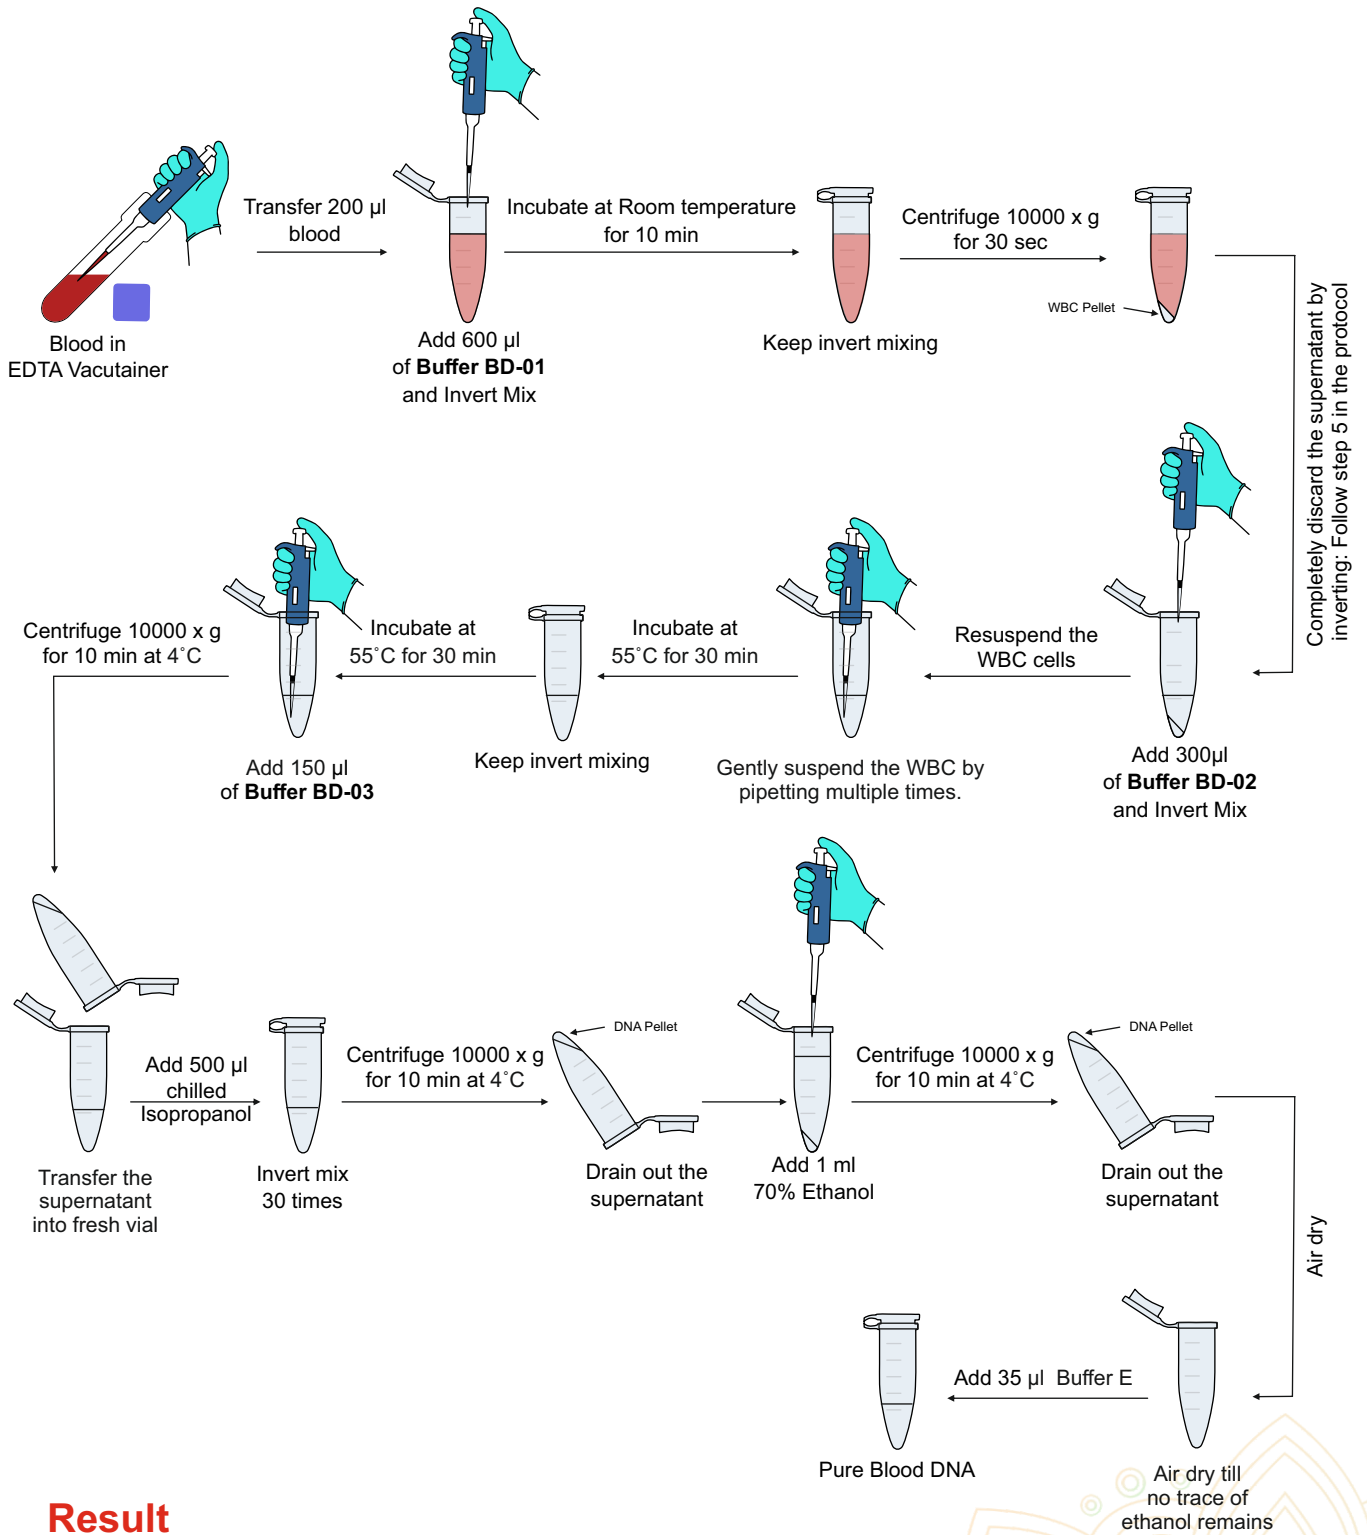 Blood in
EDTA Vacutainer
Transfer 200 µl
blood
Add 600 µl
of Buffer BD-01
and Invert Mix
Incubate at Room temperature
for 10 min
Keep invert mixing
Centrifuge 10000 x g
for 30 sec
WBC Pellet
Completely discard the supernatant by
inverting: Follow step 5 in the protocol
Add 300µl
of Buffer BD-02
and Invert Mix
Resuspend the
WBC cells
Gently suspend the WBC by
pipetting multiple times.
Incubate at
55˚C for 30 min
Keep invert mixing
Incubate at
55˚C for 30 min
Add 150 µl
of Buffer BD-03
Centrifuge 10000 x g
for 10 min at 4˚C
Transfer the
supernatant
into fresh vial
Add 500 µl
chilled
Isopropanol
Invert mix
30 times
Centrifuge 10000 x g
for 10 min at 4˚C
DNA Pellet
Drain out the
supernatant
Add 1 ml
70% Ethanol
Centrifuge 10000 x g
for 10 min at 4˚C
DNA Pellet
Drain out the
supernatant
Air dry
Air dry till
no trace of
ethanol remains
Add 35 µl Buffer E
Pure Blood DNA
Result